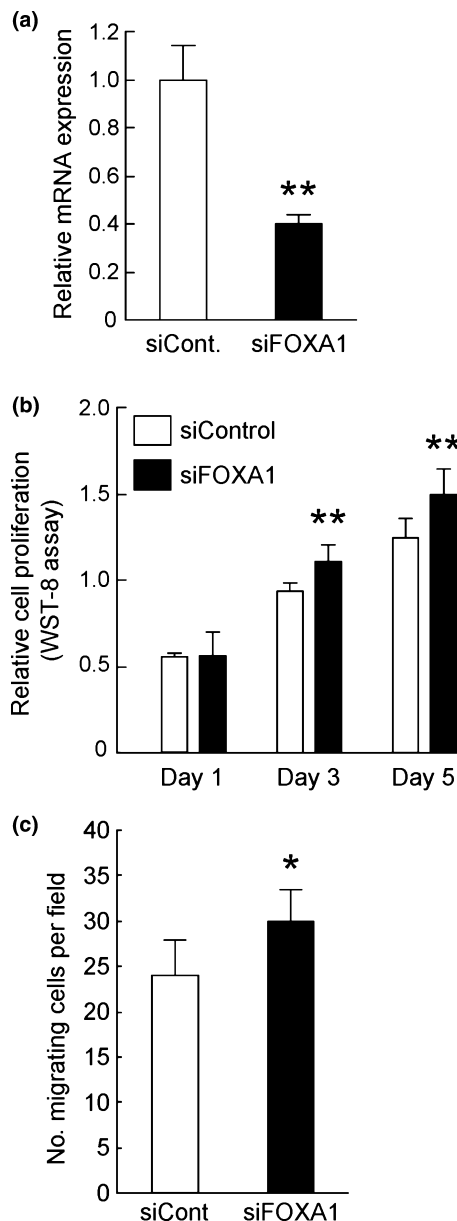 (a)
Relative mRNA expression
1.2
1.0
0.8
0.6
0.4
0.2
0
**
siCont.
siFOXA1
(b)
Relative cell proliferation
(WST-8 assay)
2.0
1.5
1.0
0.5
0
siControl
siFOXA1
**
**
Day 1
Day 3
Day 5
(c)
No. migrating cells per field
40
35
30
25
20
15
10
5
0
*
siCont
siFOXA1